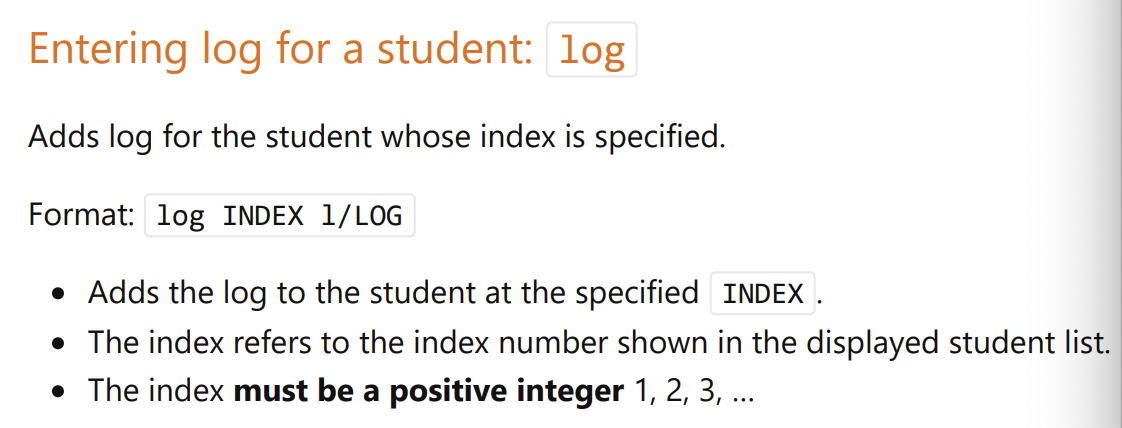 Entering log for a student: log
Adds log for the student whose index is specified.
Format: log INDEX l/LOG
• Adds the log to the student at the specified INDEX.
• The index refers to the index number shown in the displayed student list.
• The index must be a positive integer 1, 2, 3, …